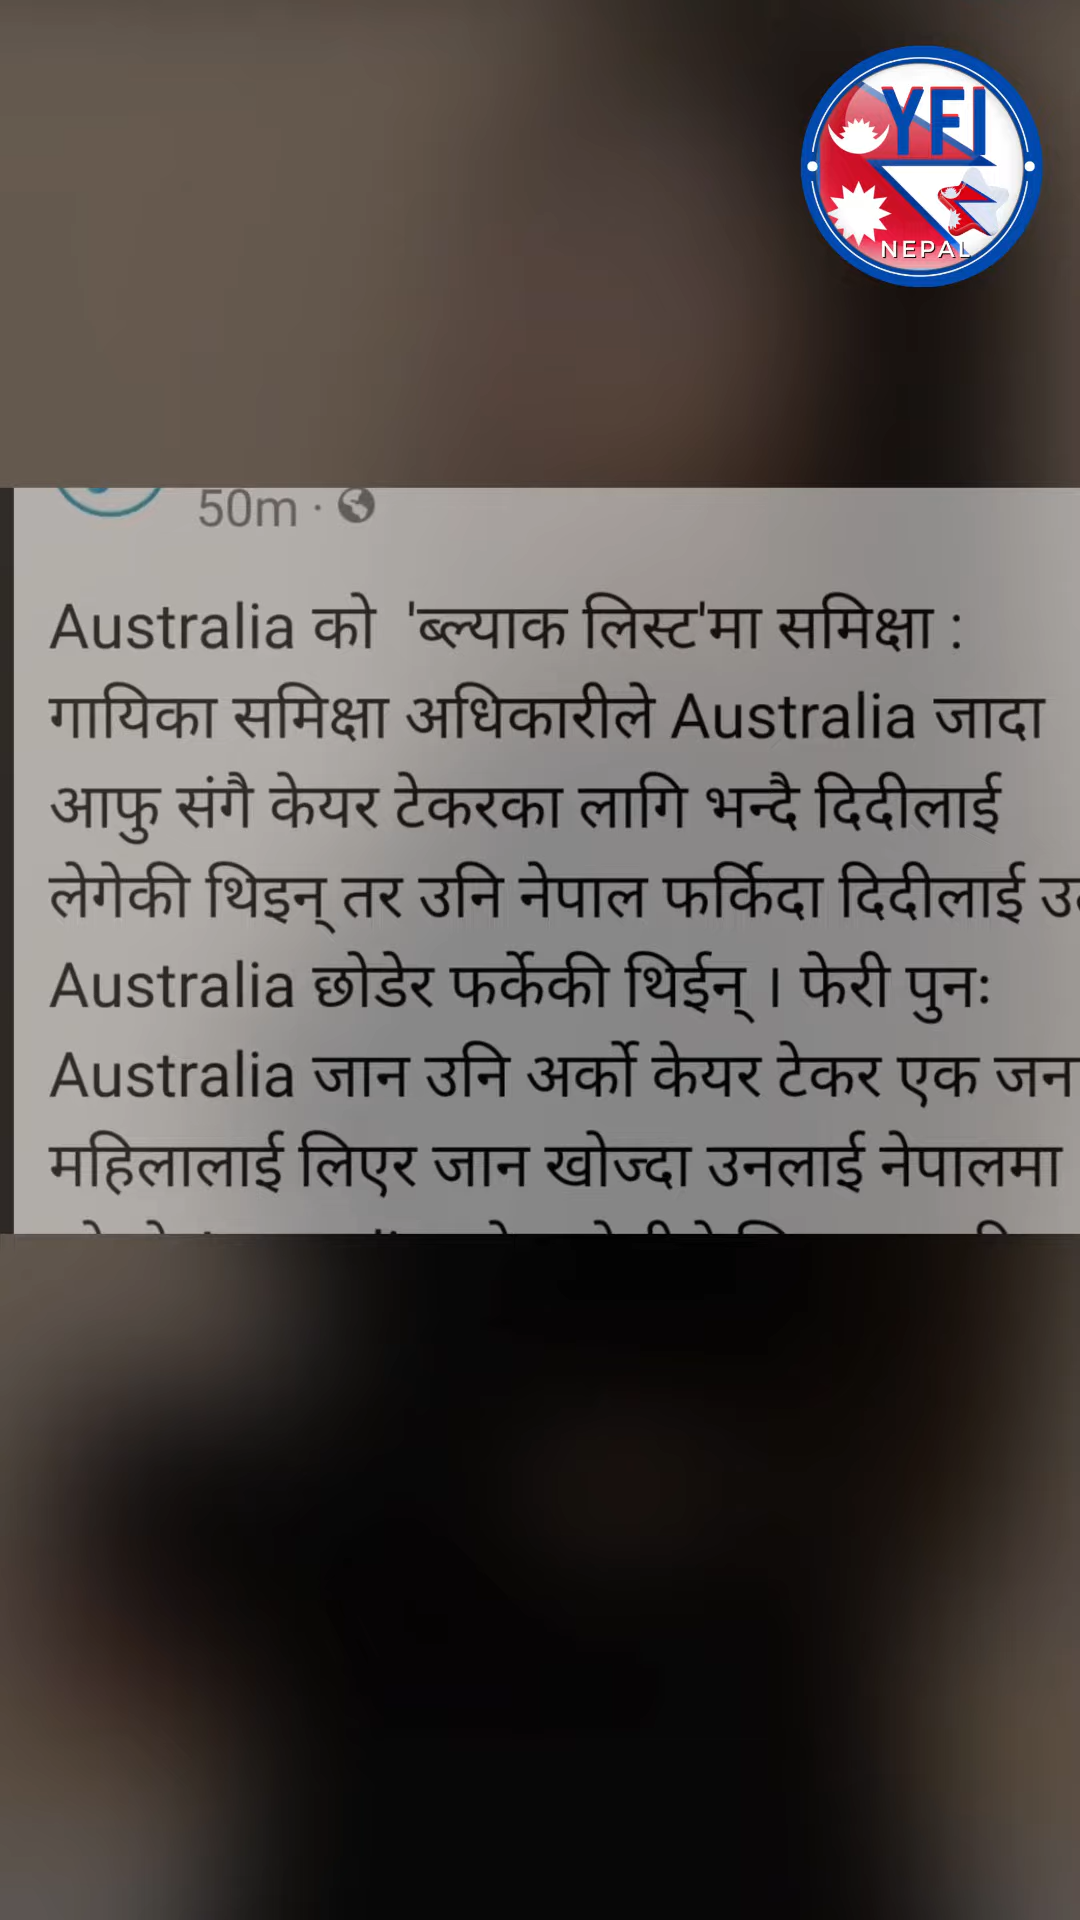 YFI
NEPAL
50m ·
Australia को 'ब्ल्याक लिस्ट'मा समिक्षा :
गायिका समिक्षा अधिकारीले Australia जादा
आफु संगै केयर टेकरका लागि भन्दै दिदीलाई
लेगेकी थिइन् तर उनि नेपाल फर्किदा दिदीलाई
Australia छोडेर फर्केकी थिईन् । फेरी पुनः
Australia जान उनि अर्को केयर टेकर एक
महिलालाई लिएर जान खोज्दा उनलाई नेपालमा